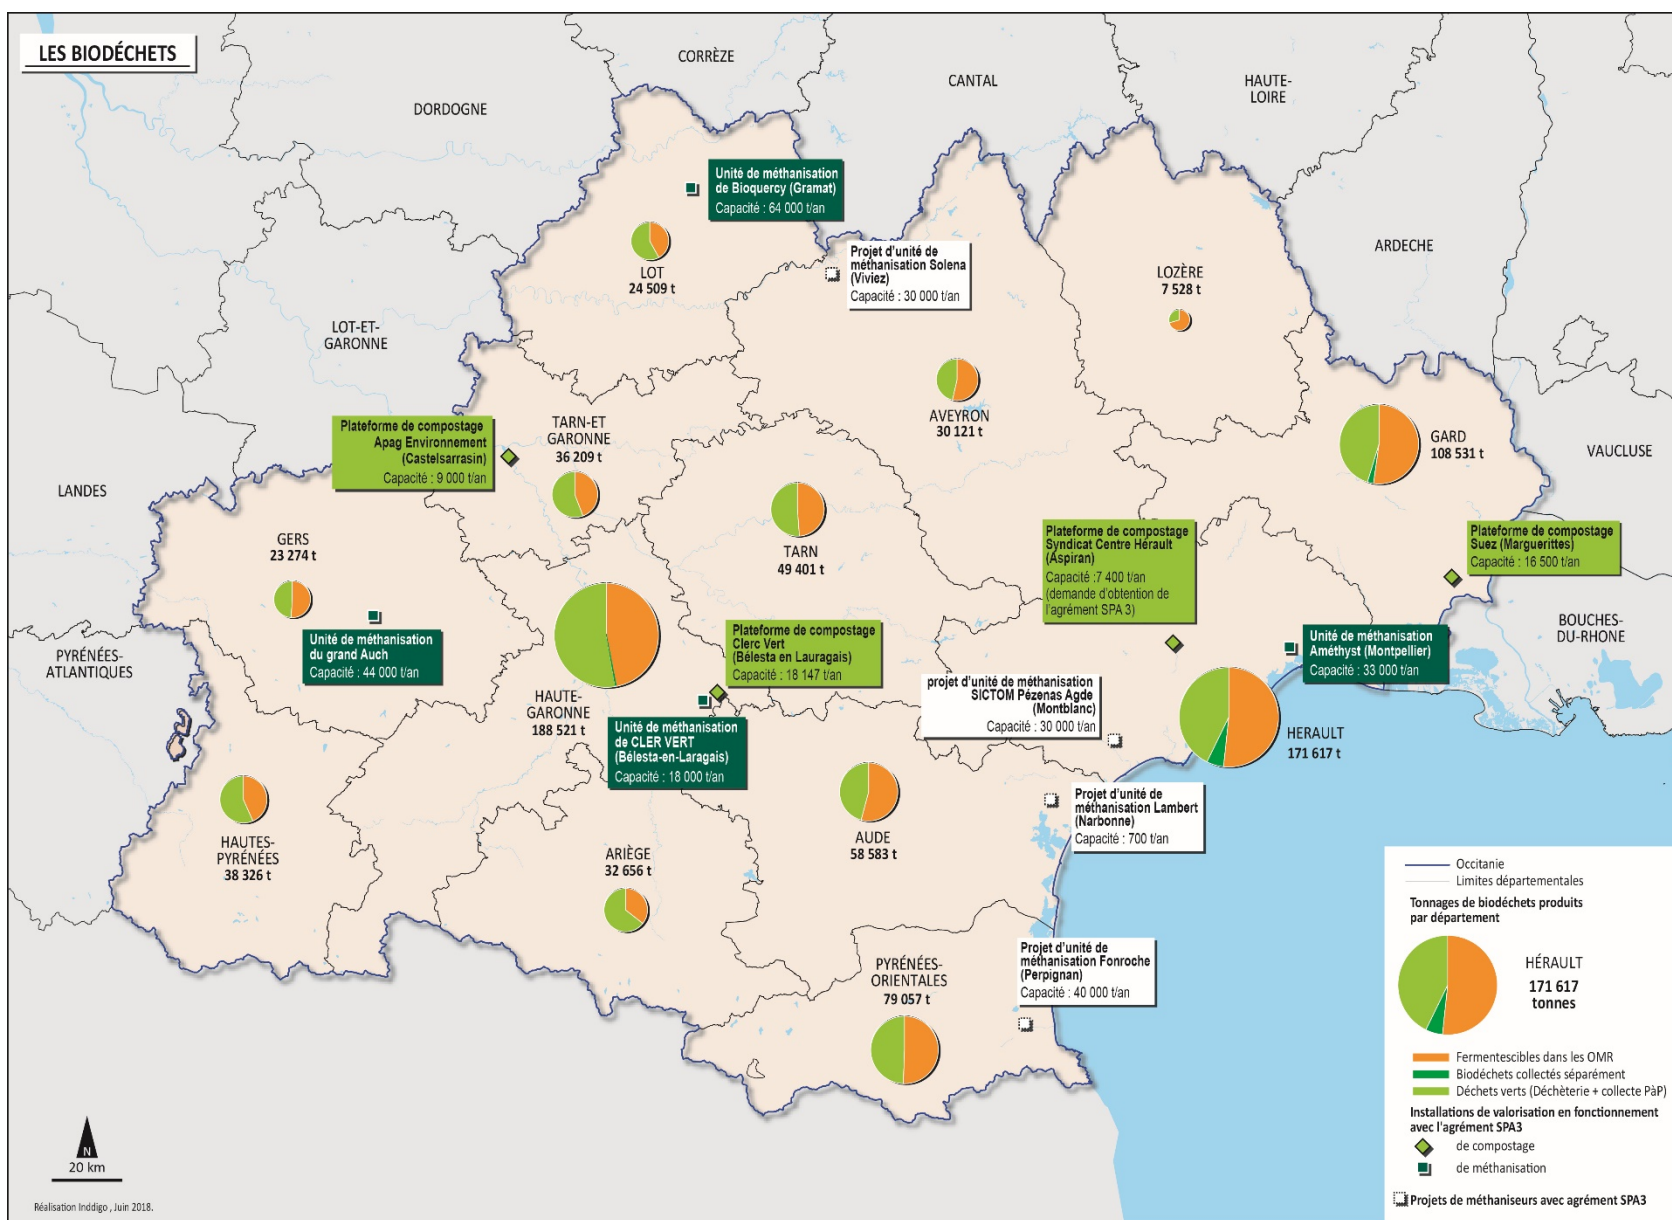 LES BIODÉCHETS
CORRÈZE
CANTAL
HAUTE-
LOIRE
DORDOGNE
ARDECHE
LOT-ET-
GARONNE
LANDES
VAUCLUSE
BOUCHES-
DU-RHONE
PYRÉNÉES-
ATLANTIQUES
Unité de méthanisation
de Bioquercy (Gramat)
Capacité : 64 000 t/an
LOT
24 509 t
Projet d'unité de
méthanisation Solena
(Viviez)
Capacité : 30 000 t/an
LOZÈRE
7 528 t
AVEYRON
30 121 t
GARD
108 531 t
Plateforme de compostage
Apag Environnement
(Castelsarrasin)
Capacité : 9 000 t/an
TARN-ET
GARONNE
36 209 t
TARN
49 401 t
GERS
23 274 t
Unité de méthanisation
du grand Auch
Capacité : 44 000 t/an
Plateforme de compostage
Syndicat Centre Hérault
(Aspiran)
Capacité :7 400 t/an
(demande d'obtention de
l'agrément SPA 3)
Plateforme de compostage
Suez (Marguerittes)
Capacité : 16 500 t/an
Plateforme de compostage
Clerc Vert
(Bélesta en Lauragais)
Capacité : 18 147 t/an
Unité de méthanisation
Améthyst (Montpellier)
Capacité : 33 000 t/an
HAUTE-
GARONNE
188 521 t
Unité de méthanisation
de CLER VERT
(Bélesta-en-Laragais)
Capacité : 18 000 t/an
projet d'unité de méthanisation
SICTOM Pézenas Agde
(Montblanc)
Capacité : 30 000 t/an
HERAULT
171 617 t
Projet d'unité de
méthanisation Lambert
(Narbonne)
Capacité : 700 t/an
HAUTES-
PYRÉNÉES
38 326 t
ARIÈGE
32 656 t
AUDE
58 583 t
PYRÉNÉES-
ORIENTALES
79 057 t
Projet d'unité de
méthanisation Fonroche
(Perpignan)
Capacité : 40 000 t/an
Occitanie
Limites départementales
Tonnages de biodéchets produits
par département
HÉRAULT
171 617
tonnes
Fermentescibles dans les OMR
Biodéchets collectés séparément
Déchets verts (Déchèterie + collecte PàP)
Installations de valorisation en fonctionnement
avec l'agrément SPA3
de compostage
de méthanisation
Projets de méthaniseurs avec agrément SPA3
N
20 km
Réalisation Inddigo , Juin 2018.